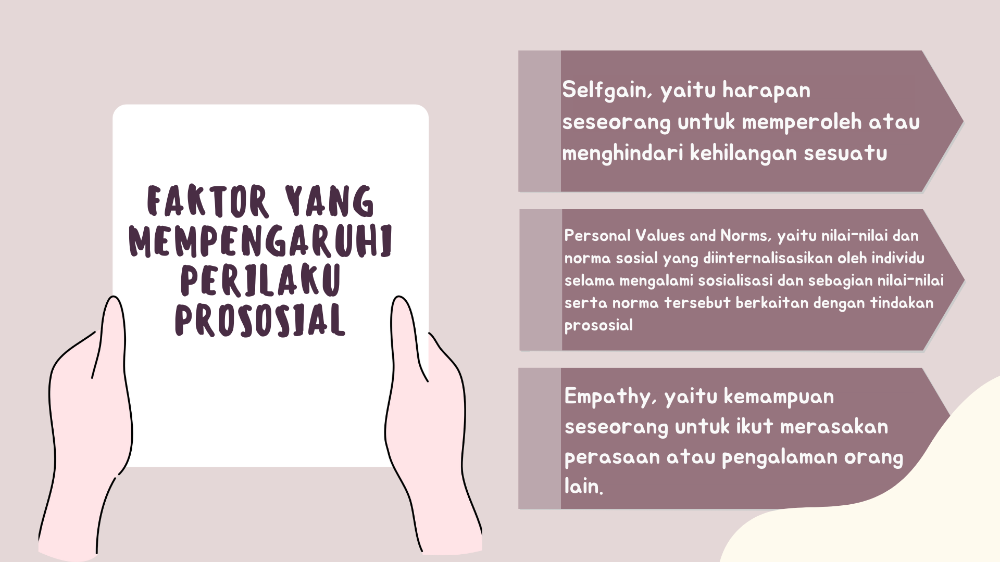 FAKTOR YANG
MEMPENGARUHI
PERILAKU
PROSOSIAL
Selfgain, yaitu harapan
seseorang untuk memperoleh atau
menghindari kehilangan sesuatu
Personal Values and Norms, yaitu nilai-nilai dan
norma sosial yang diinternalisasikan oleh individu
selama mengalami sosialisasi dan sebagian nilai-nilai
serta norma tersebut berkaitan dengan tindakan
prososial
Empathy, yaitu kemampuan
seseorang untuk ikut merasakan
perasaan atau pengalaman orang
lain.